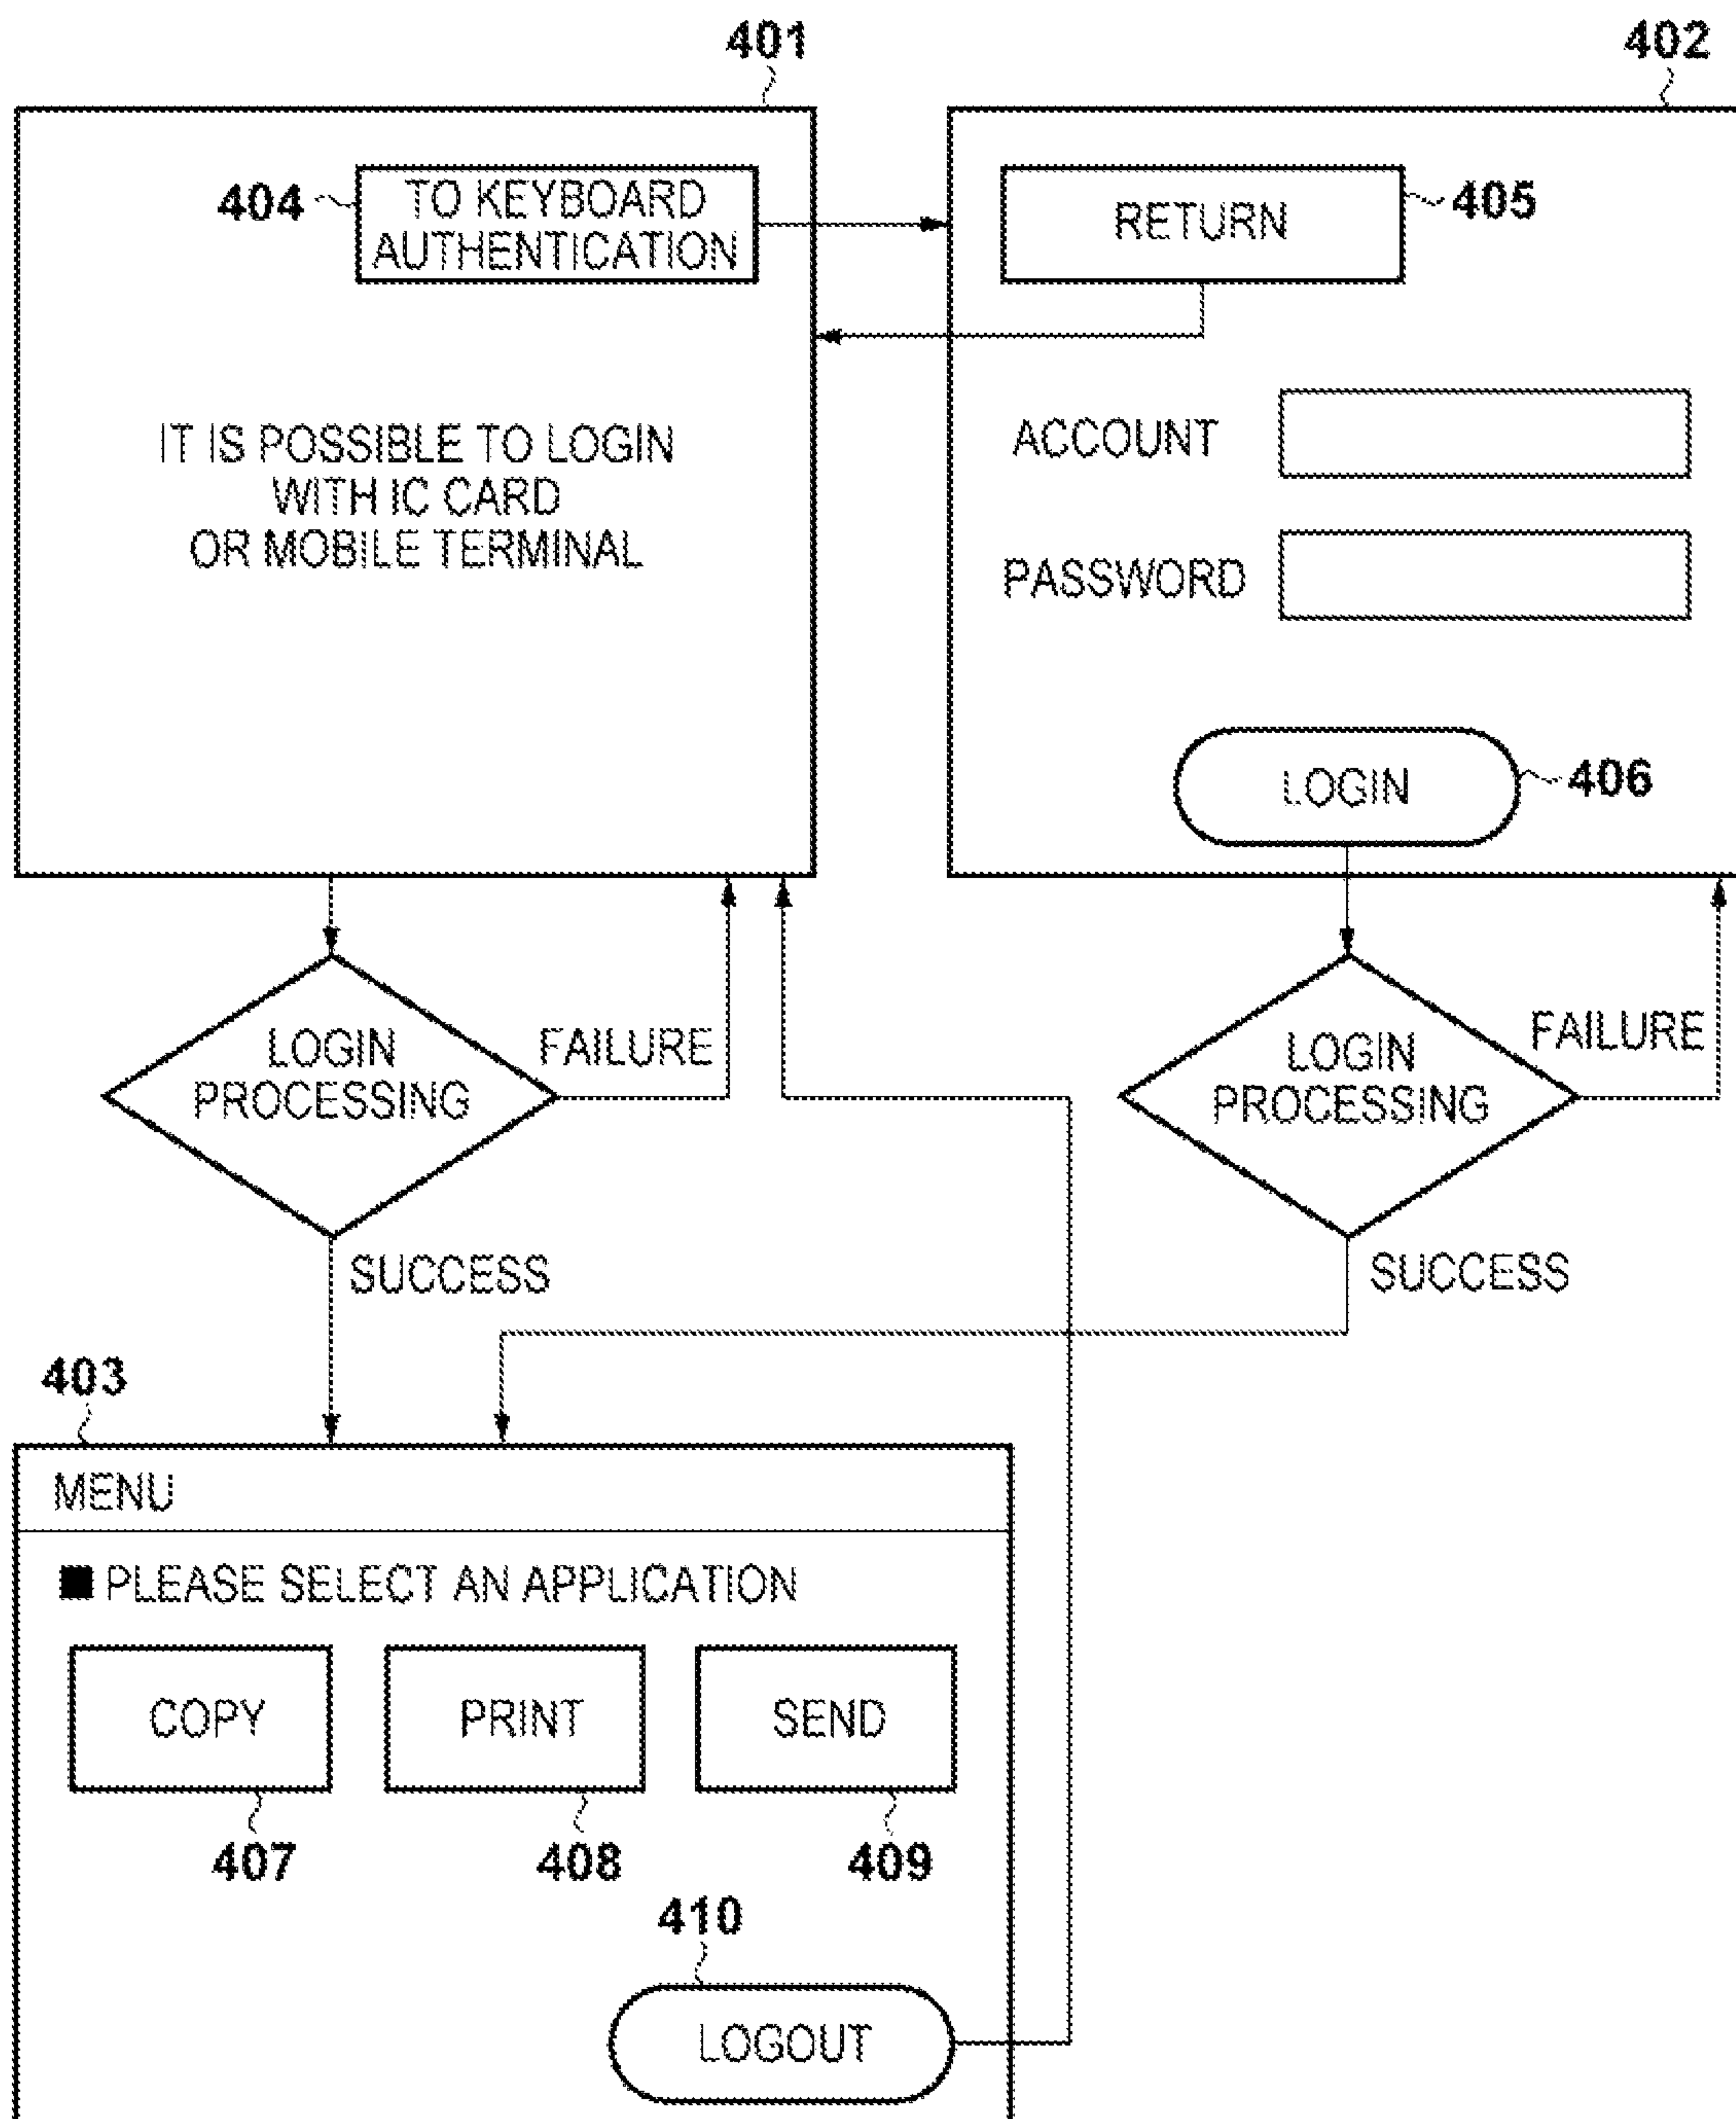 401
402
404
TO KEYBOARD
AUTHENTICATION
RETURN
405
IT IS POSSIBLE TO LOGIN
WITH IC CARD
OR MOBILE TERMINAL
ACCOUNT
PASSWORD
LOGIN
406
LOGIN
PROCESSING
FAILURE
SUCCESS
LOGIN
PROCESSING
FAILURE
SUCCESS
403
MENU
■ PLEASE SELECT AN APPLICATION
COPY
PRINT
SEND
407
408
409
410
LOGOUT